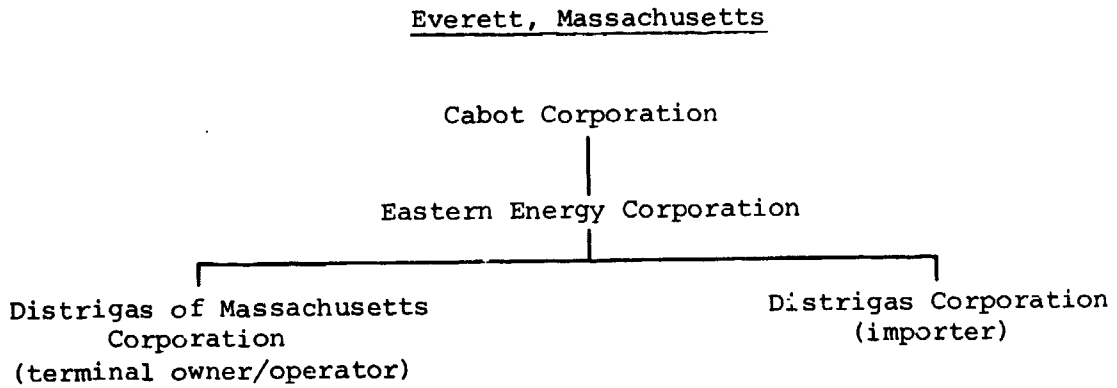 Everett, Massachusetts
Cabot Corporation
Eastern Energy Corporation
Distrigas of Massachusetts
Corporation
(terminal owner/operator)
Distrigas Corporation
(importer)